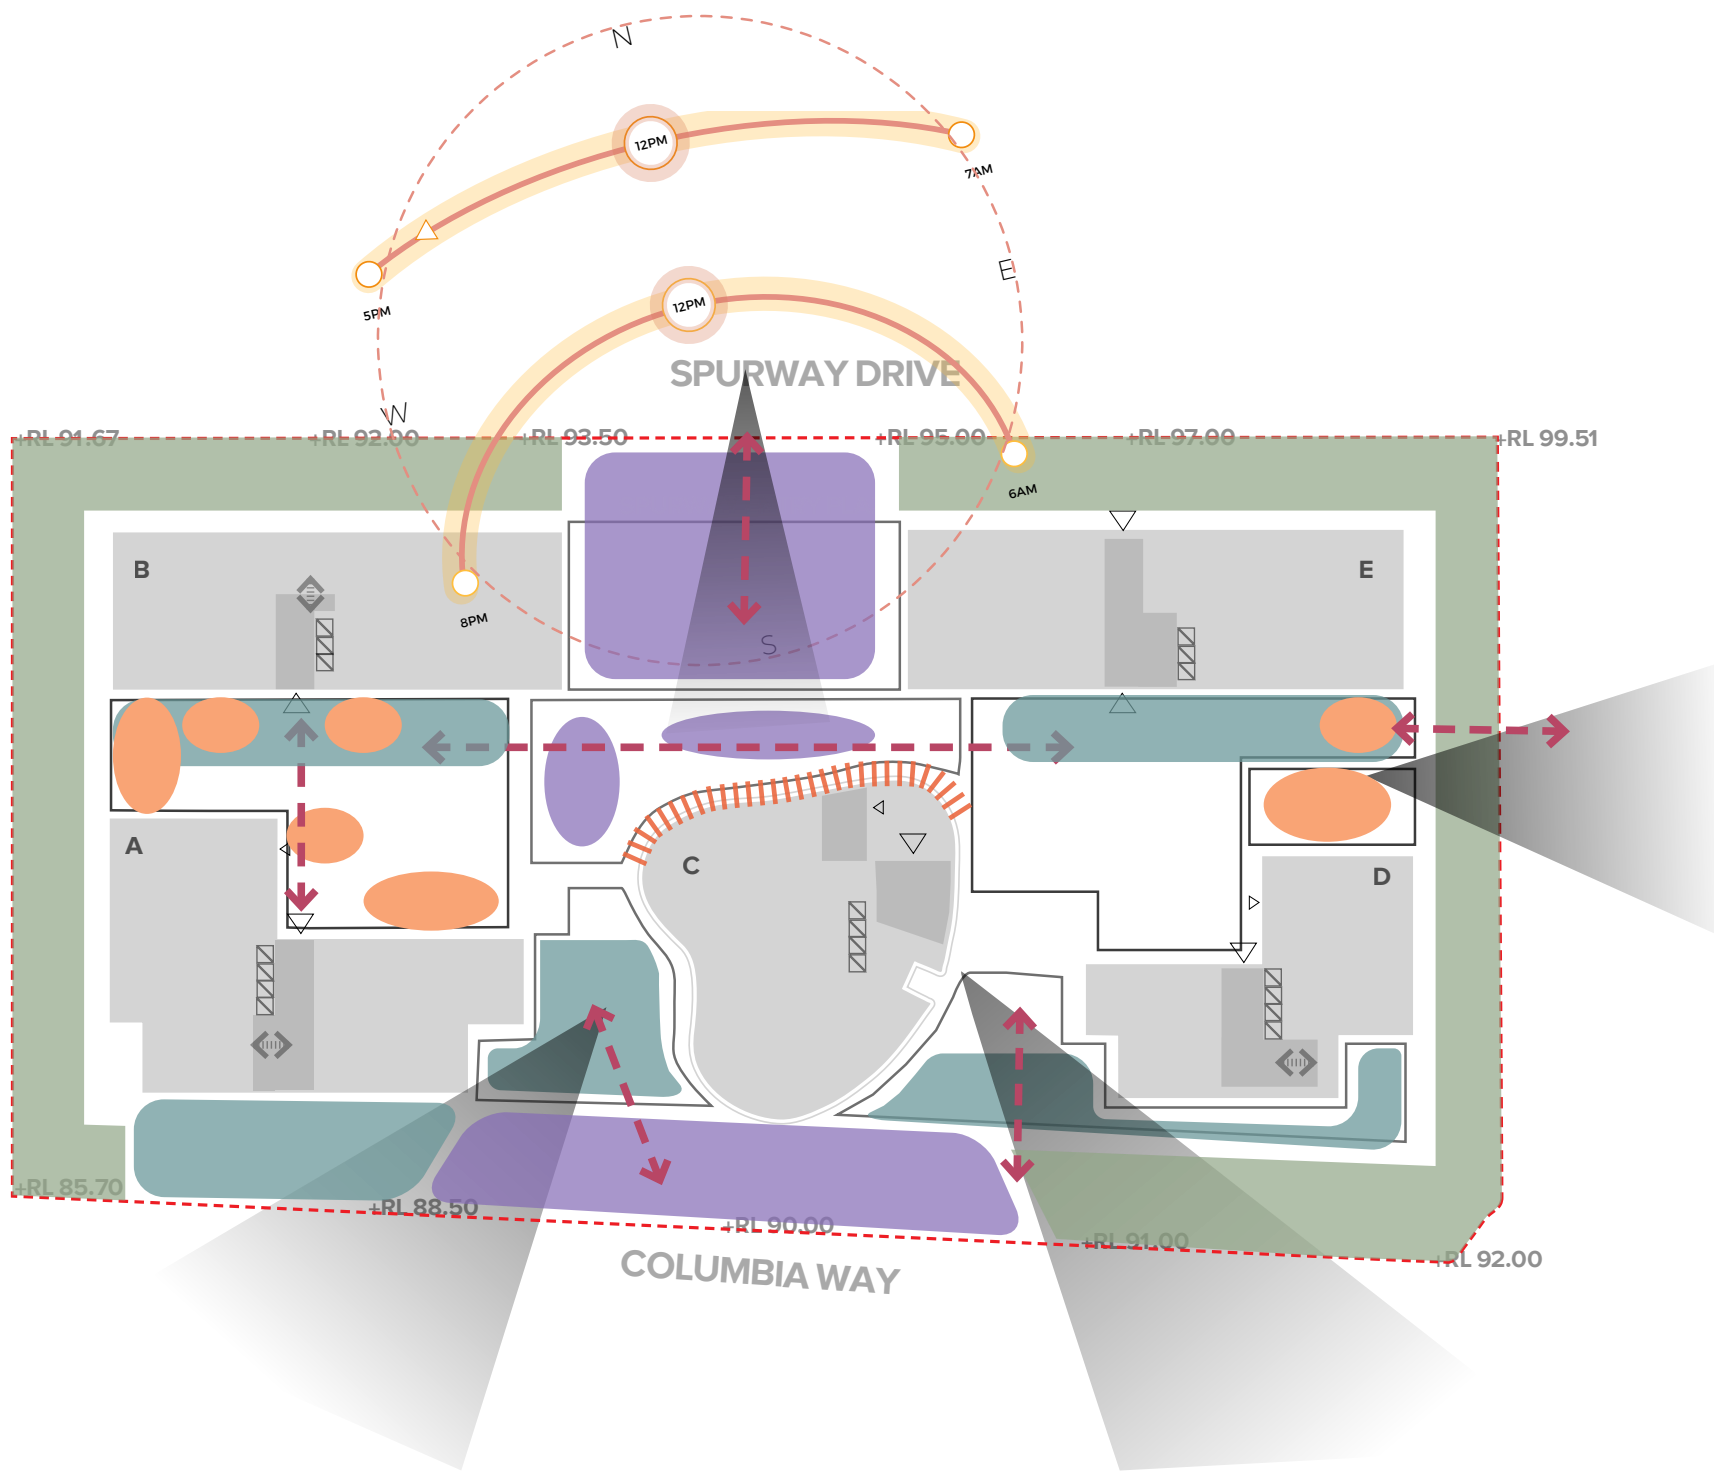 N
12PM
7AM
E
5PM
12PM
SPURWAY DRIVE
W
+RL 91.67
+RL 92.00
+RL 93.50
+RL 95.00
+RL 97.00
+RL 99.51
6AM
B
E
8PM
S
A
C
D
+RL 85.70
+RL 88.50
+RL 90.00
+RL 91.00
+RL 92.00
COLUMBIA WAY